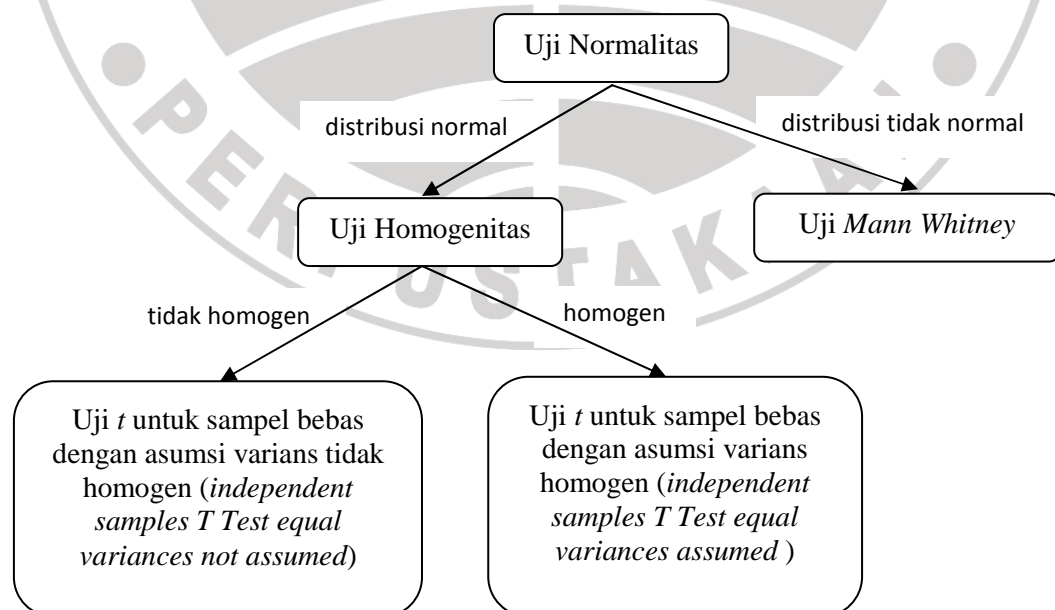 Uji Normalitas
distribusi normal
distribusi tidak normal
Uji Homogenitas
Uji Mann Whitney
tidak homogen
homogen
Uji t untuk sampel bebas
dengan asumsi varians tidak
homogen (independent
samples T Test equal
variances not assumed)
Uji t untuk sampel bebas
dengan asumsi varians
homogen (independent
samples T Test equal
variances assumed )